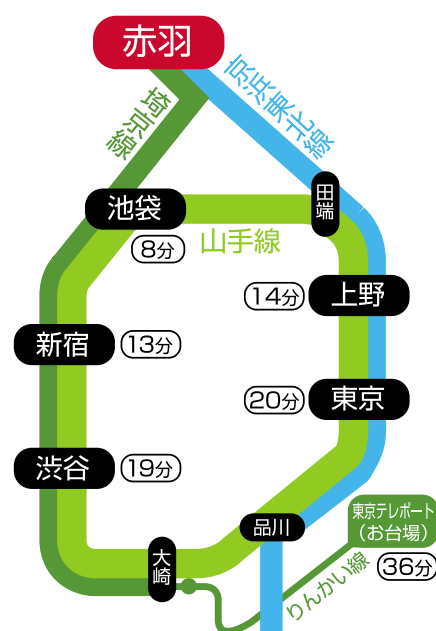 赤羽
埼京線
京浜東北線
池袋
8分
山手線
田端
上野
14分
新宿
13分
東京
20分
渋谷
19分
品川
大崎
東京テレポート
(お台場)
36分
りんかい線